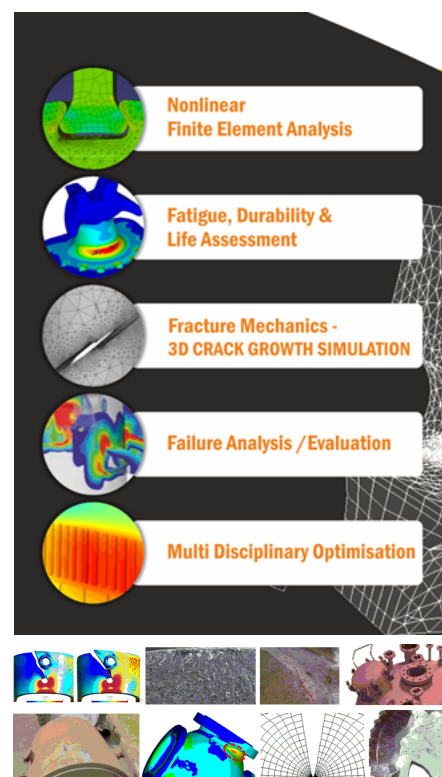 Nonlinear
Finite Element Analysis
Fatigue, Durability &
Life Assessment
Fracture Mechanics -
3D CRACK GROWTH SIMULATION
Failure Analysis /Evaluation
Multi Disciplinary Optimisation